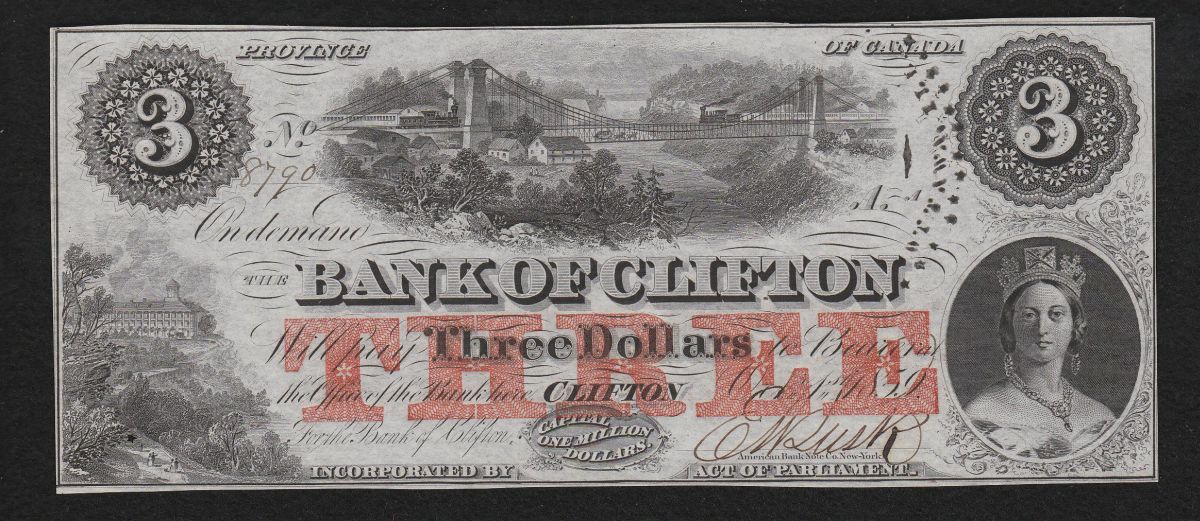 PROVINCE OF CANADA
3 3
No. 8790 A
On demand
THE BANK OF CLIFTON
THREE
Will pay Three Dollars to Bearer
the Office of the Bank here CLIFTON Oct. 1859
For the Bank of Clifton,
CAPITAL
ONE MILLION
DOLLARS.
American Bank Note Co. New-York.
INCORPORATED BY ACT OF PARLIAMENT.